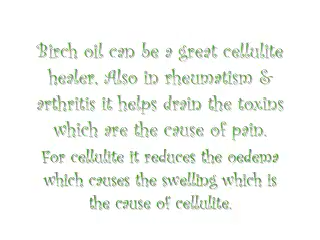 Birch oil can be a great cellulite
healer. Also in rheumatism &
arthritis it helps drain the toxins
which are the cause of pain.
For cellulite it reduces the oedema
which causes the swelling which is
the cause of cellulite.